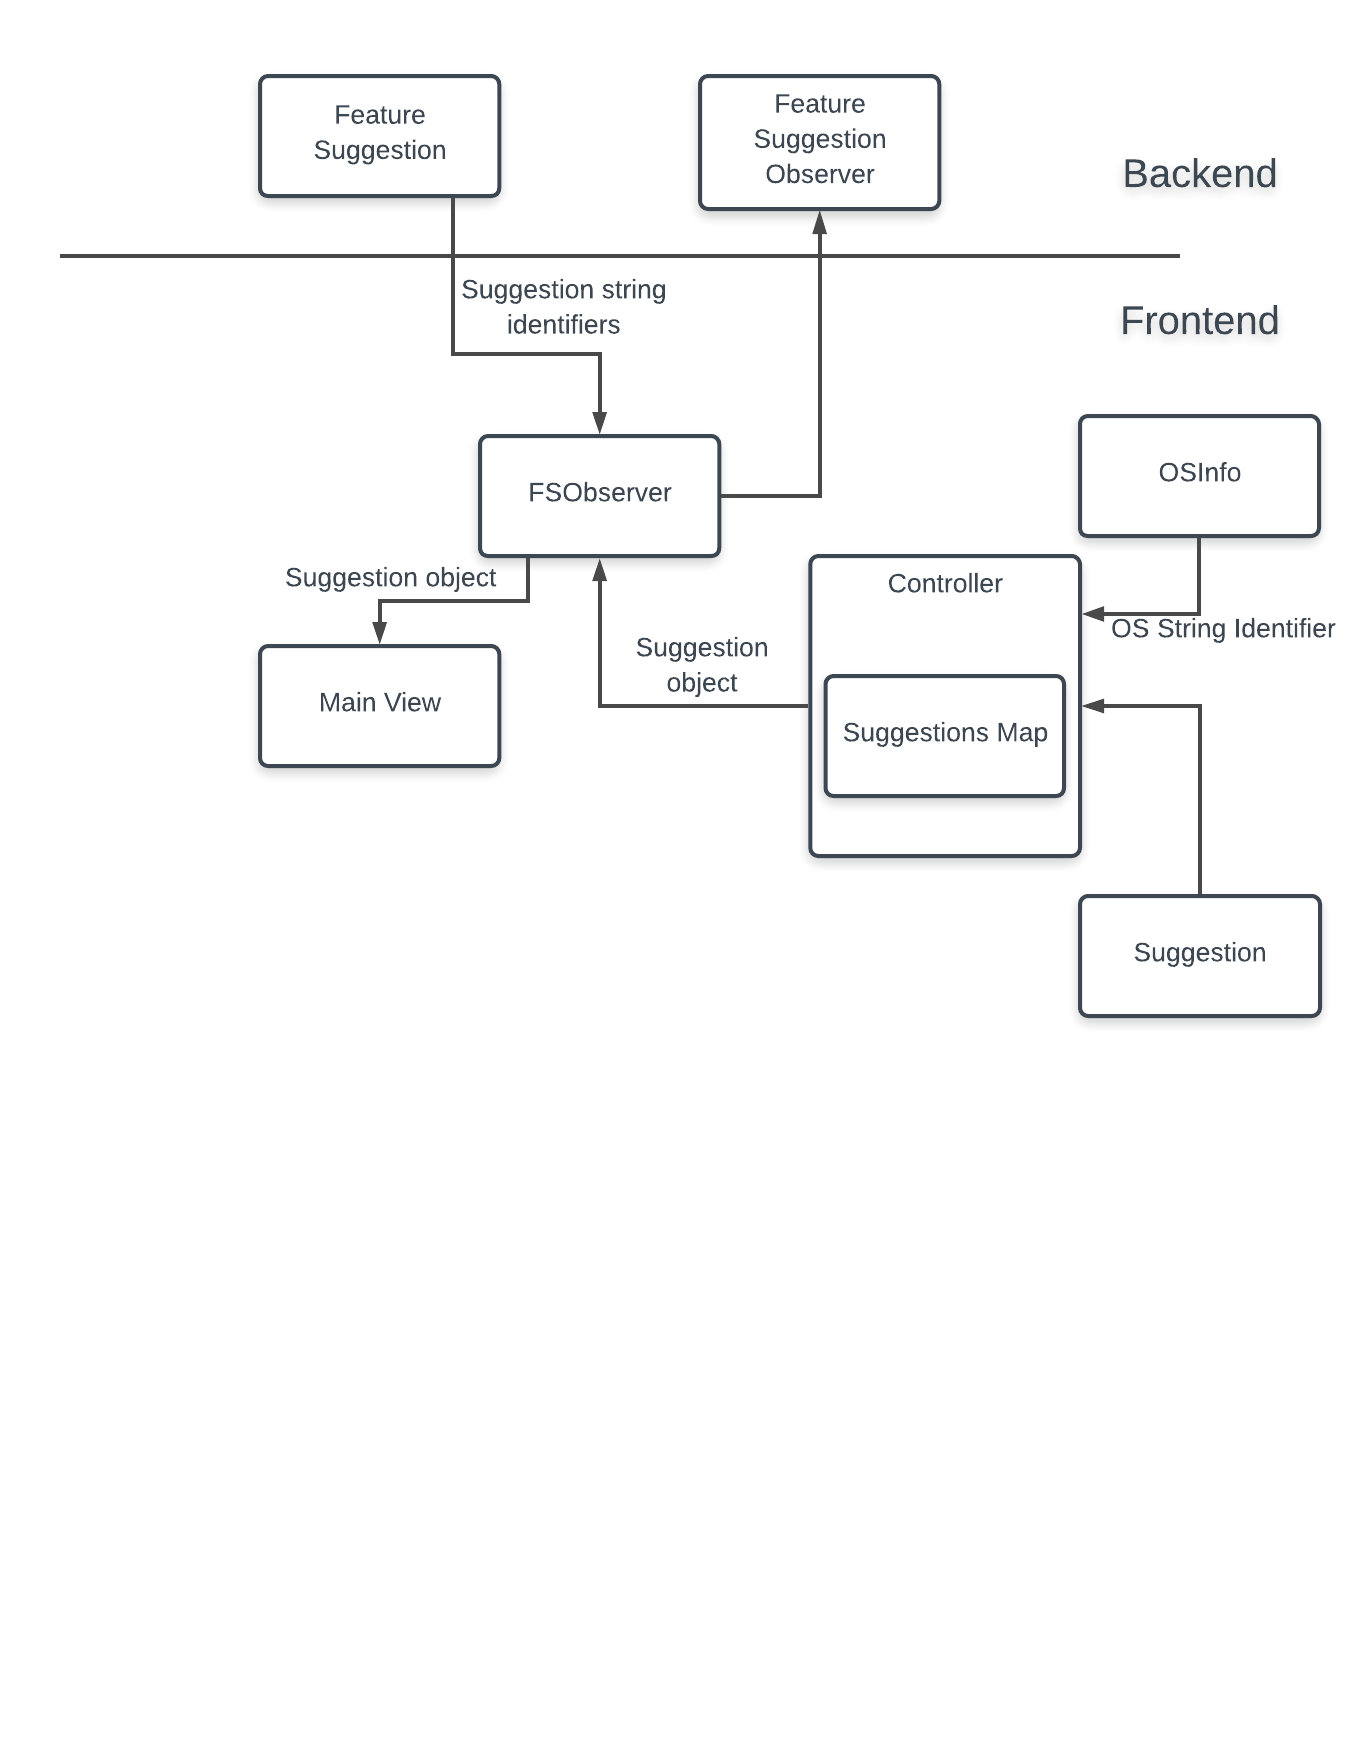 Feature
Suggestion
Feature
Suggestion
Observer
Backend
Suggestion string
identifiers
Frontend
FSObserver
OSInfo
Suggestion object
Controller
OS String Identifier
Suggestion
object
Main View
Suggestions Map
Suggestion